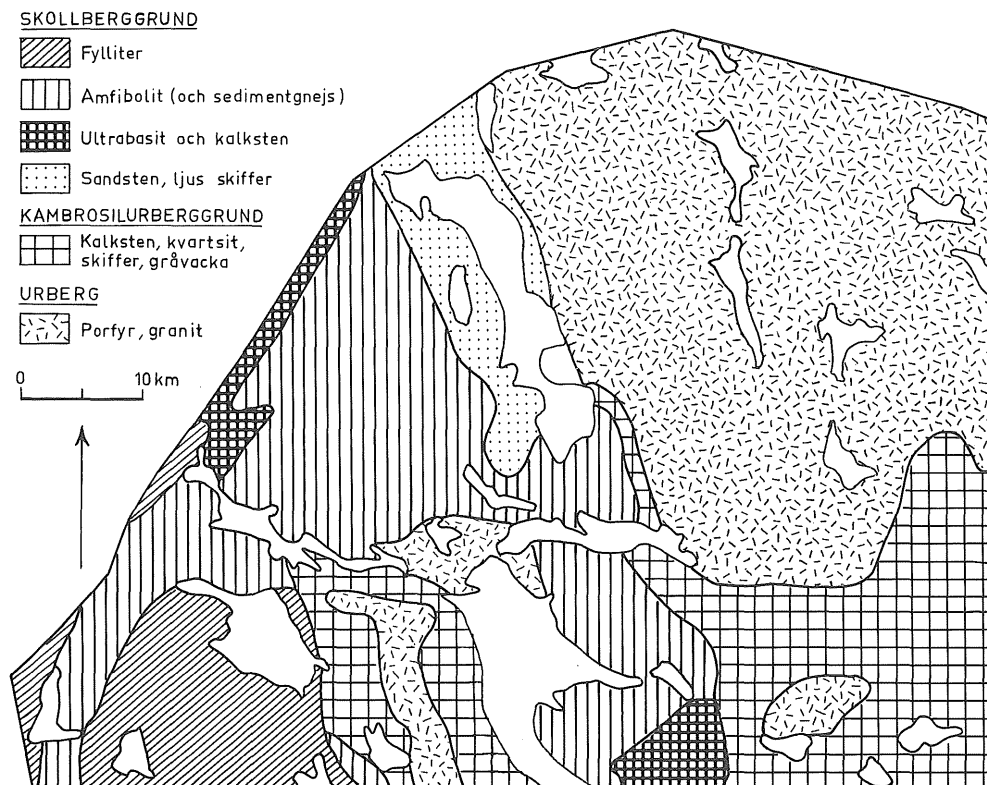 SKOLLBERGGRUND
Fylliter
Amfibolit (och sedimentgnejs)
Ultrabasit och kalksten
Sandsten, ljus skiffer
KAMBROSILURBERGGRUND
Kalksten, kvartsit,
skiffer, gråvacka
URBERG
Porfyr, granit
0 10 km